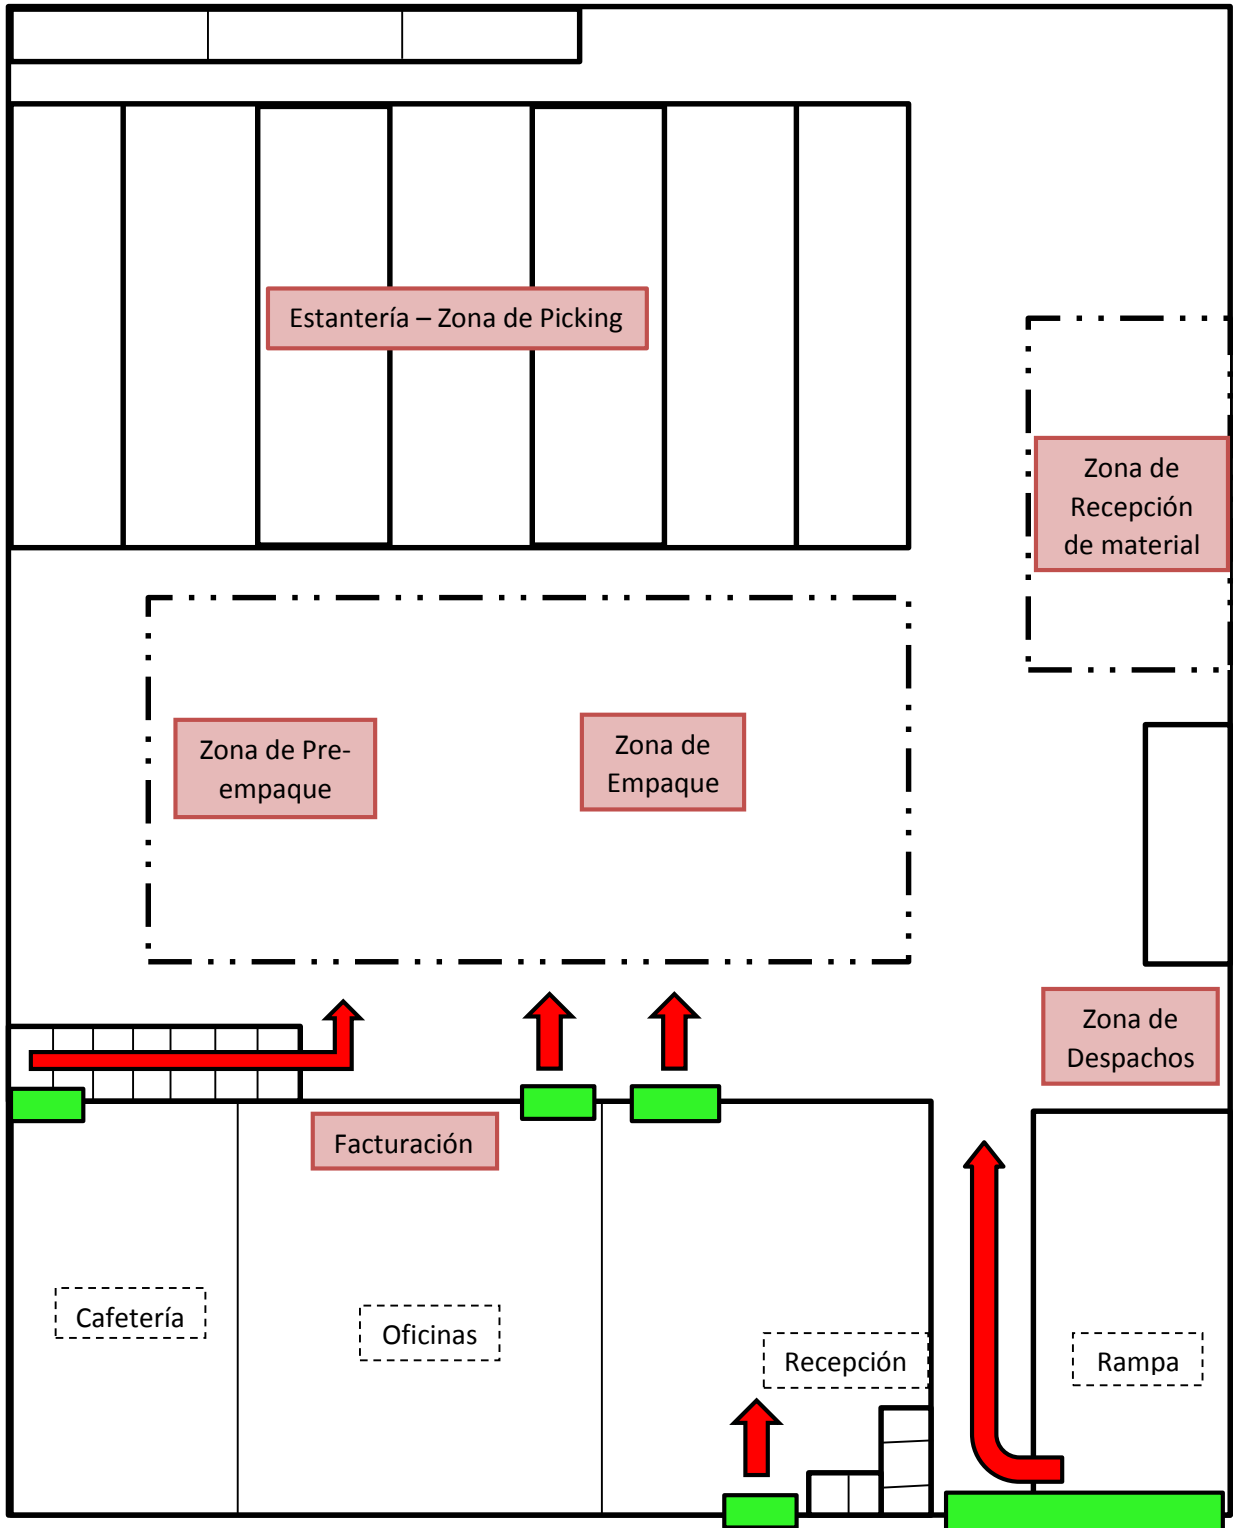 Estantería – Zona de Picking
Zona de
Recepción
de material
Zona de Pre-
empaque
Zona de
Empaque
Zona de
Despachos
Facturación
Cafetería
Oficinas
Recepción
Rampa